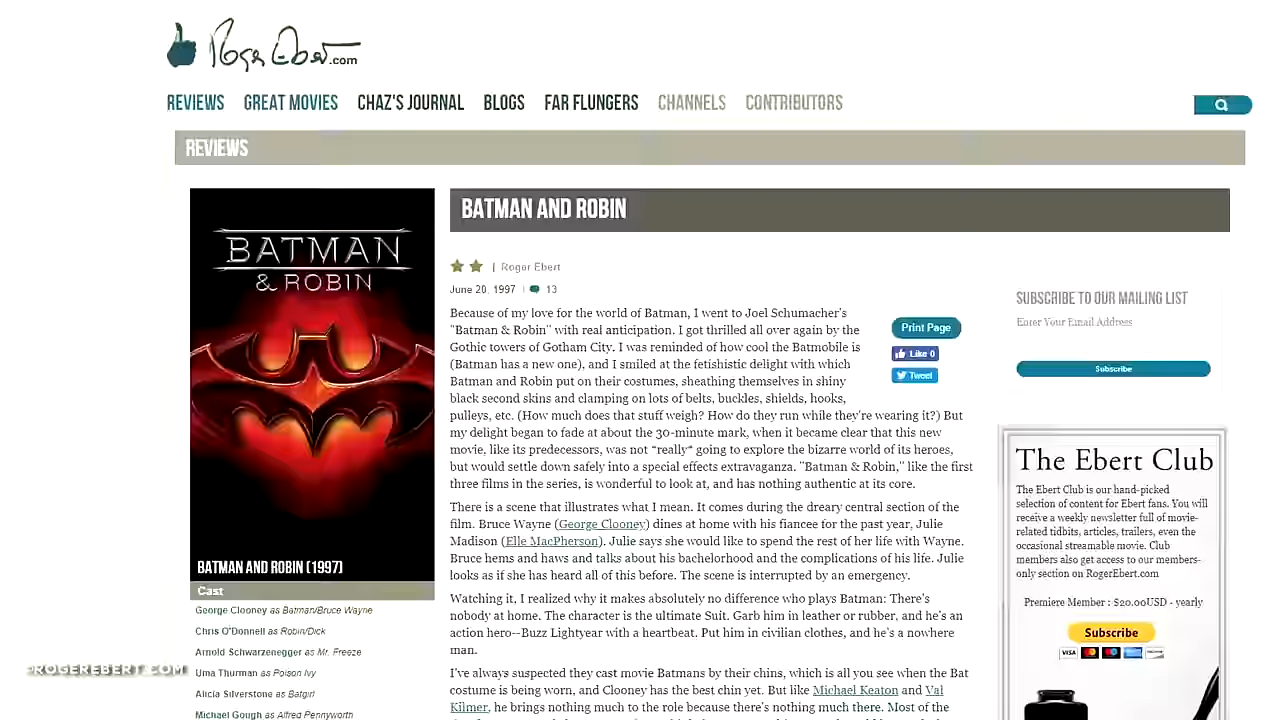 Roger Ebert.com
REVIEWS GREAT MOVIES CHAZ'S JOURNAL BLOGS FAR FLUNGERS CHANNELS CONTRIBUTORS
REVIEWS
BATMAN
& ROBIN
BATMAN AND ROBIN (1997)
Cast
George Clooney as Batman/Bruce Wayne
Chris O'Donnell as Robin/Dick
Arnold Schwarzenegger as Mr. Freeze
Uma Thurman as Poison Ivy
Alicia Silverstone as Batgirl
Michael Gough as Alfred Pennyworth
©ROGEREBERT.COM
BATMAN AND ROBIN
| Roger Ebert
June 20, 1997 | 13
Because of my love for the world of Batman, I went to Joel Schumacher's
"Batman & Robin" with real anticipation. I got thrilled all over again by the
Gothic towers of Gotham City. I was reminded of how cool the Batmobile is
(Batman has a new one), and I smiled at the fetishistic delight with which
Batman and Robin put on their costumes, sheathing themselves in shiny
black second skins and clamping on lots of belts, buckles, shields, hooks,
pulleys, etc. (How much does that stuff weigh? How do they run while they're wearing it?) But
my delight began to fade at about the 30-minute mark, when it became clear that this new
movie, like its predecessors, was not *really* going to explore the bizarre world of its heroes,
but would settle down safely into a special effects extravaganza. "Batman & Robin," like the first
three films in the series, is wonderful to look at, and has nothing authentic at its core.
There is a scene that illustrates what I mean. It comes during the dreary central section of the
film. Bruce Wayne (George Clooney) dines at home with his fiancee for the past year, Julie
Madison (Elle MacPherson). Julie says she would like to spend the rest of her life with Wayne.
Bruce hems and haws and talks about his bachelorhood and the complications of his life. Julie
looks as if she has heard all of this before. The scene is interrupted by an emergency.
Watching it, I realized why it makes absolutely no difference who plays Batman: There's
nobody at home. The character is the ultimate Suit. Garb him in leather or rubber, and he's an
action hero--Buzz Lightyear with a heartbeat. Put him in civilian clothes, and he's a nowhere
man.
I've always suspected they cast movie Batmans by their chins, which is all you see when the Bat
costume is being worn, and Clooney has the best chin yet. But like Michael Keaton and Val
Kilmer, he brings nothing much to the role because there's nothing much there. Most of the
Print Page
Like 0
Tweet
SUBSCRIBE TO OUR MAILING LIST
Enter Your Email Address
Subscribe
The Ebert Club
The Ebert Club is our hand-picked
selection of content for Ebert fans. You will
receive a weekly newsletter full of movie-
related tidbits, articles, trailers, even the
occasional streamable movie. Club
members also get access to our members-
only section on RogerEbert.com
Premiere Member : $20.00USD - yearly
Subscribe
VISA